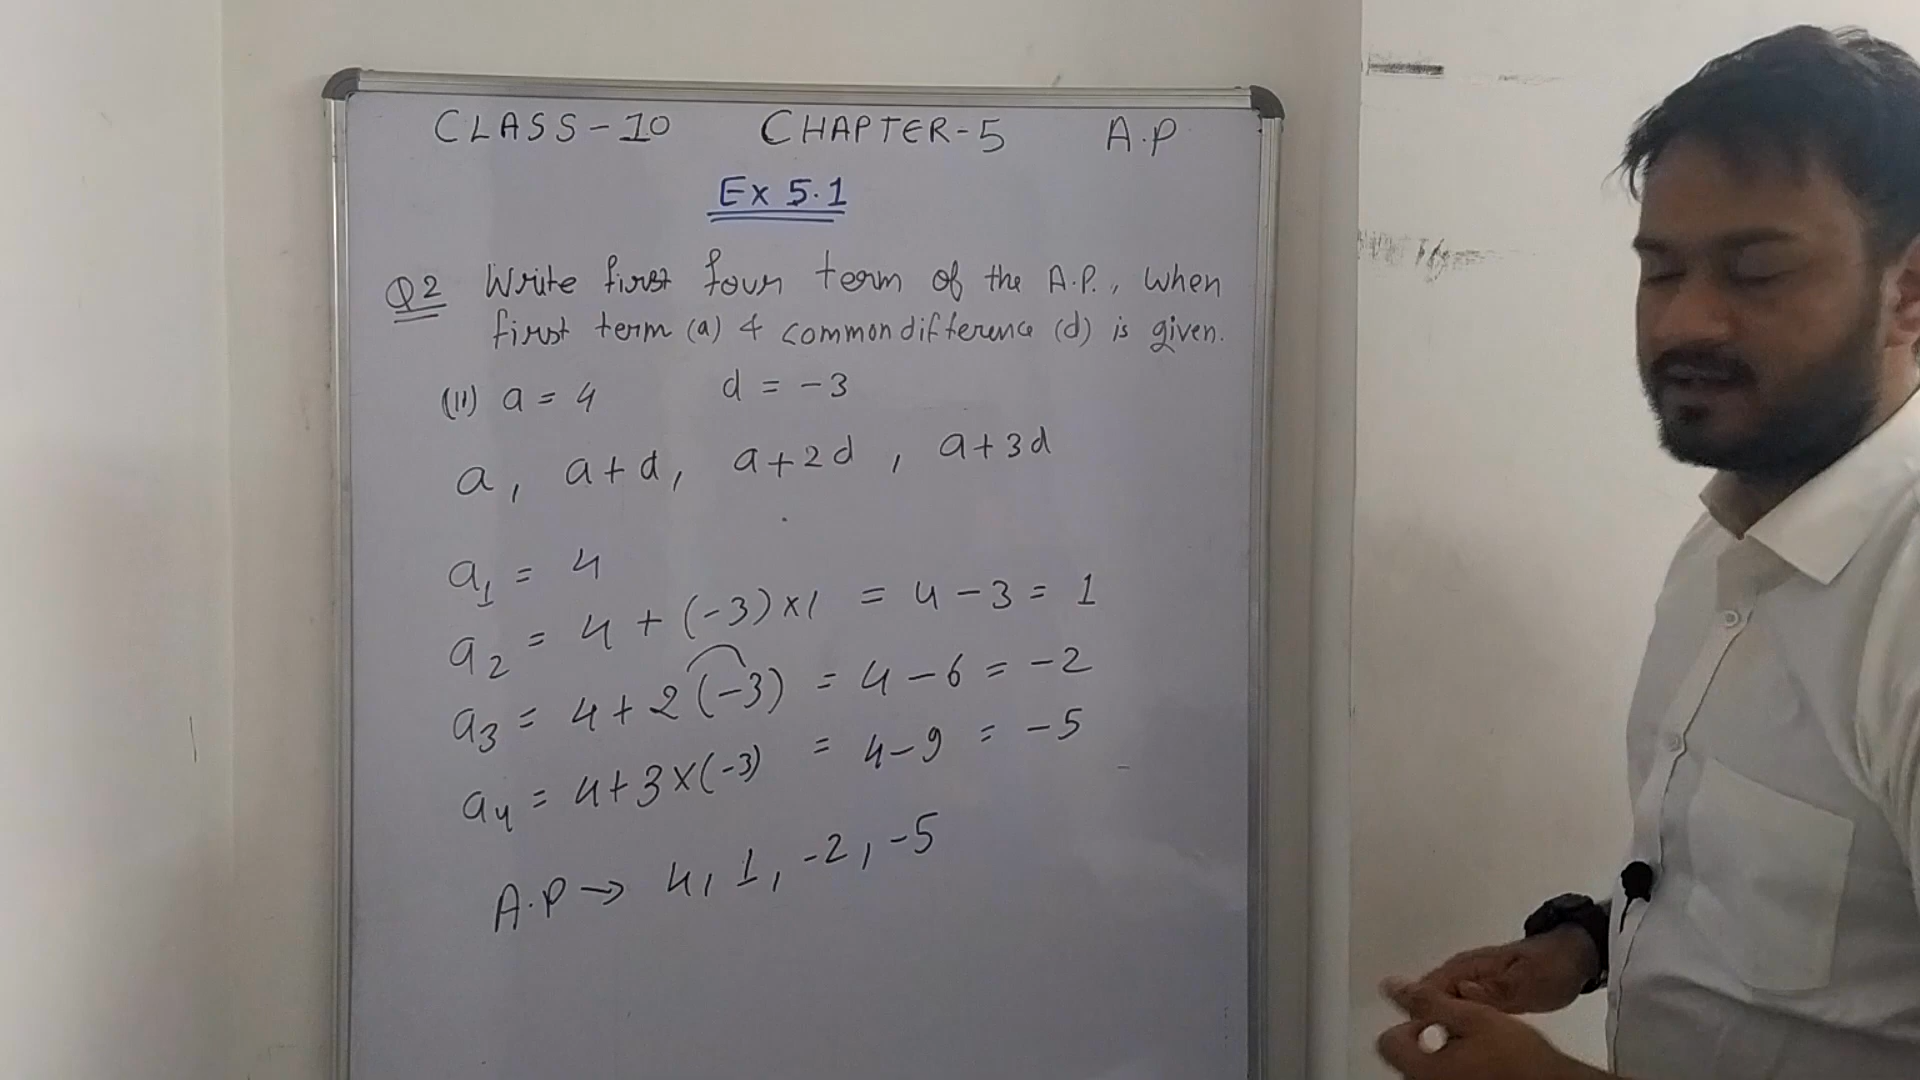 CLASS-10 CHAPTER-5 A.P
Ex 5.1
Q2 Write first four term of the A.P., when
first term (a) & common difference (d) is given.
(II) a = 4 d = -3
a, a+d, a+2d, a+3d
a₁ = 4
a₂ = 4 + (-3)×1 = 4-3 = 1
a₃ = 4+2(-3) = 4-6 = -2
a₄ = 4+3×(-3) = 4-9 = -5
A.P → 4, 1, -2, -5